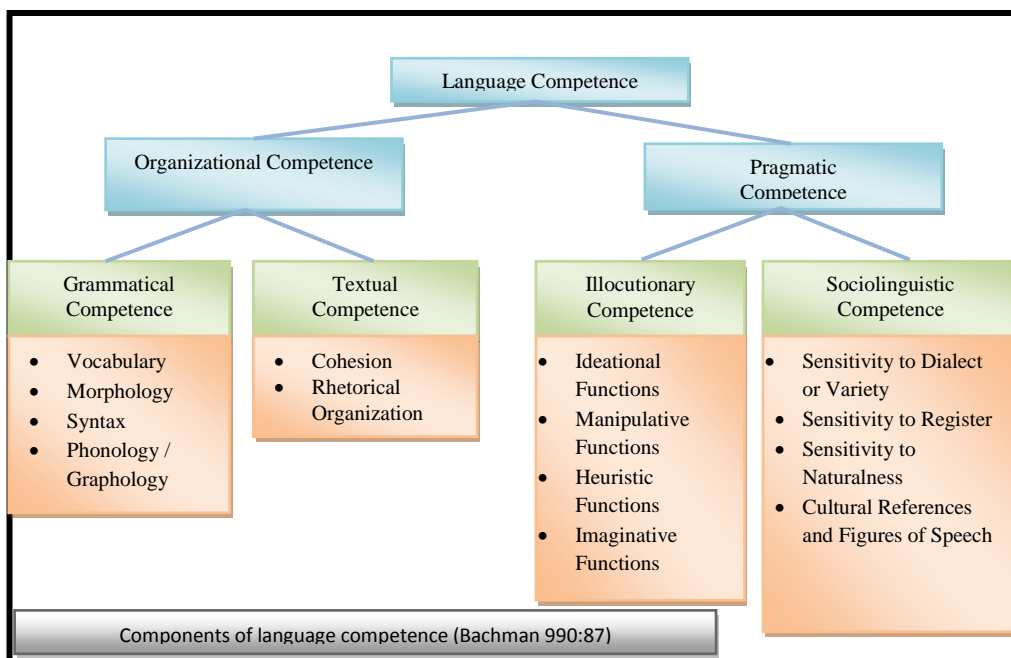 Language Competence
Organizational Competence
Pragmatic
Competence
Grammatical
Competence
Textual
Competence
Illocutionary
Competence
Sociolinguistic
Competence
• Vocabulary
• Morphology
• Syntax
• Phonology /
Graphology
• Cohesion
• Rhetorical
Organization
• Ideational
Functions
• Manipulative
Functions
• Heuristic
Functions
• Imaginative
Functions
• Sensitivity to Dialect
or Variety
• Sensitivity to Register
• Sensitivity to
Naturalness
• Cultural References
and Figures of Speech
Components of language competence (Bachman 990:87)